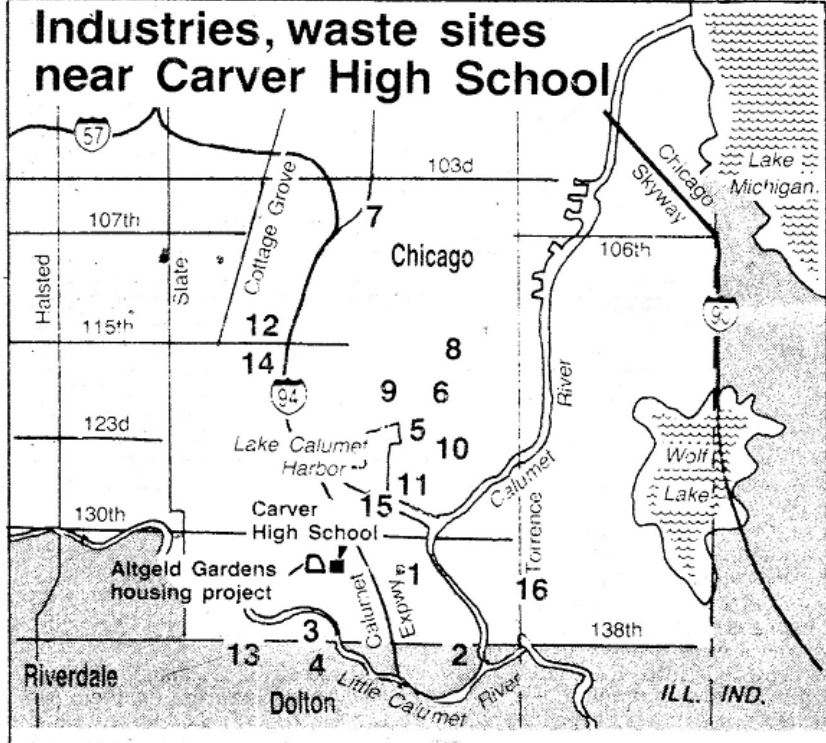 Industries, waste sites
near Carver High School
57
103d
Chicago
Skyway
Lake
Michigan
Cottage Grove
7
107th
106th
Chicago
Halsted
State
90
12
115th
14
8
94
9
6
River
123d
5
Lake Calumet
Harbor
10
Wolf
Lake
Calumet
11
15
130th
Carver
High School
Torrence
Altgeld Gardens
housing project
Calumet
Expwy
1
16
3
138th
13
4
2
Riverdale
Little Calumet River
Dolton
ILL.
IND.